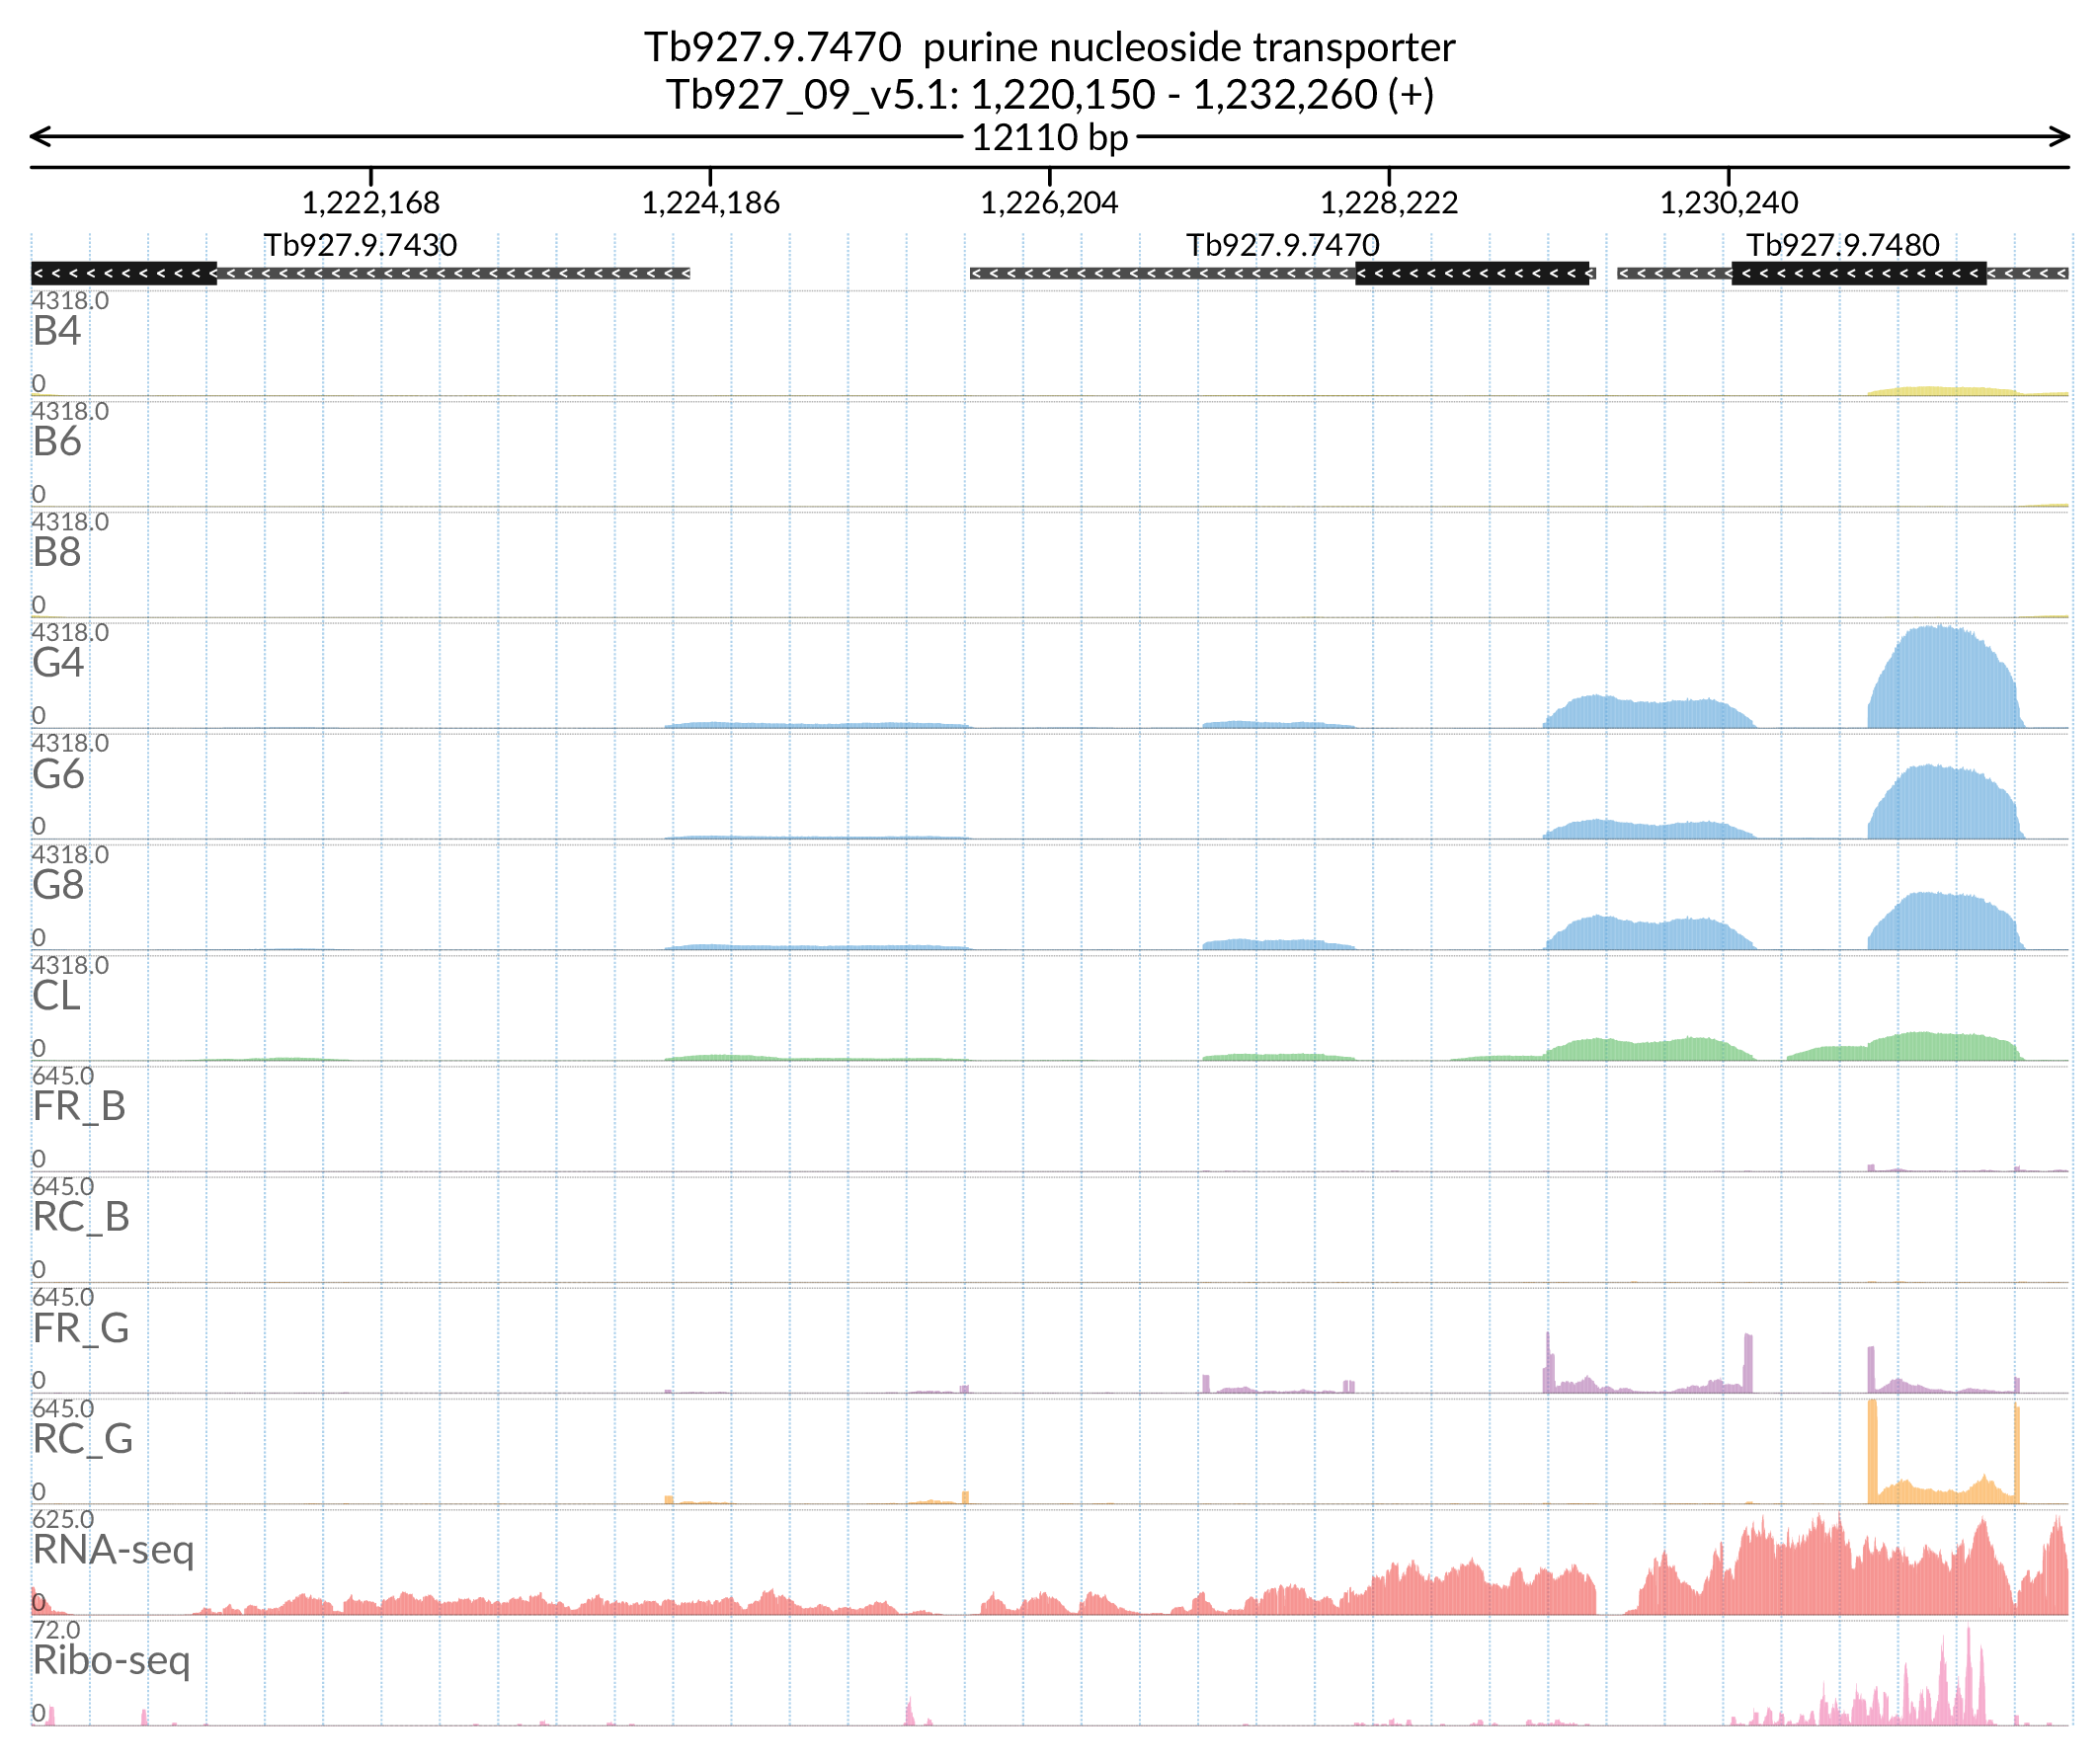 Tb927.9.7470  purine nucleoside transporter
Tb927_09_v5.1: 1,220,150 - 1,232,260 (+)
12110 bp
1,222,168 1,224,186 1,226,204 1,228,222 1,230,240
Tb927.9.7430 Tb927.9.7470 Tb927.9.7480
4318.0
B4
0
4318.0
B6
0
4318.0
B8
0
4318.0
G4
0
4318.0
G6
0
4318.0
G8
0
4318.0
CL
0
645.0
FR_B
0
645.0
RC_B
0
645.0
FR_G
0
645.0
RC_G
0
625.0
RNA-seq
0
72.0
Ribo-seq
0